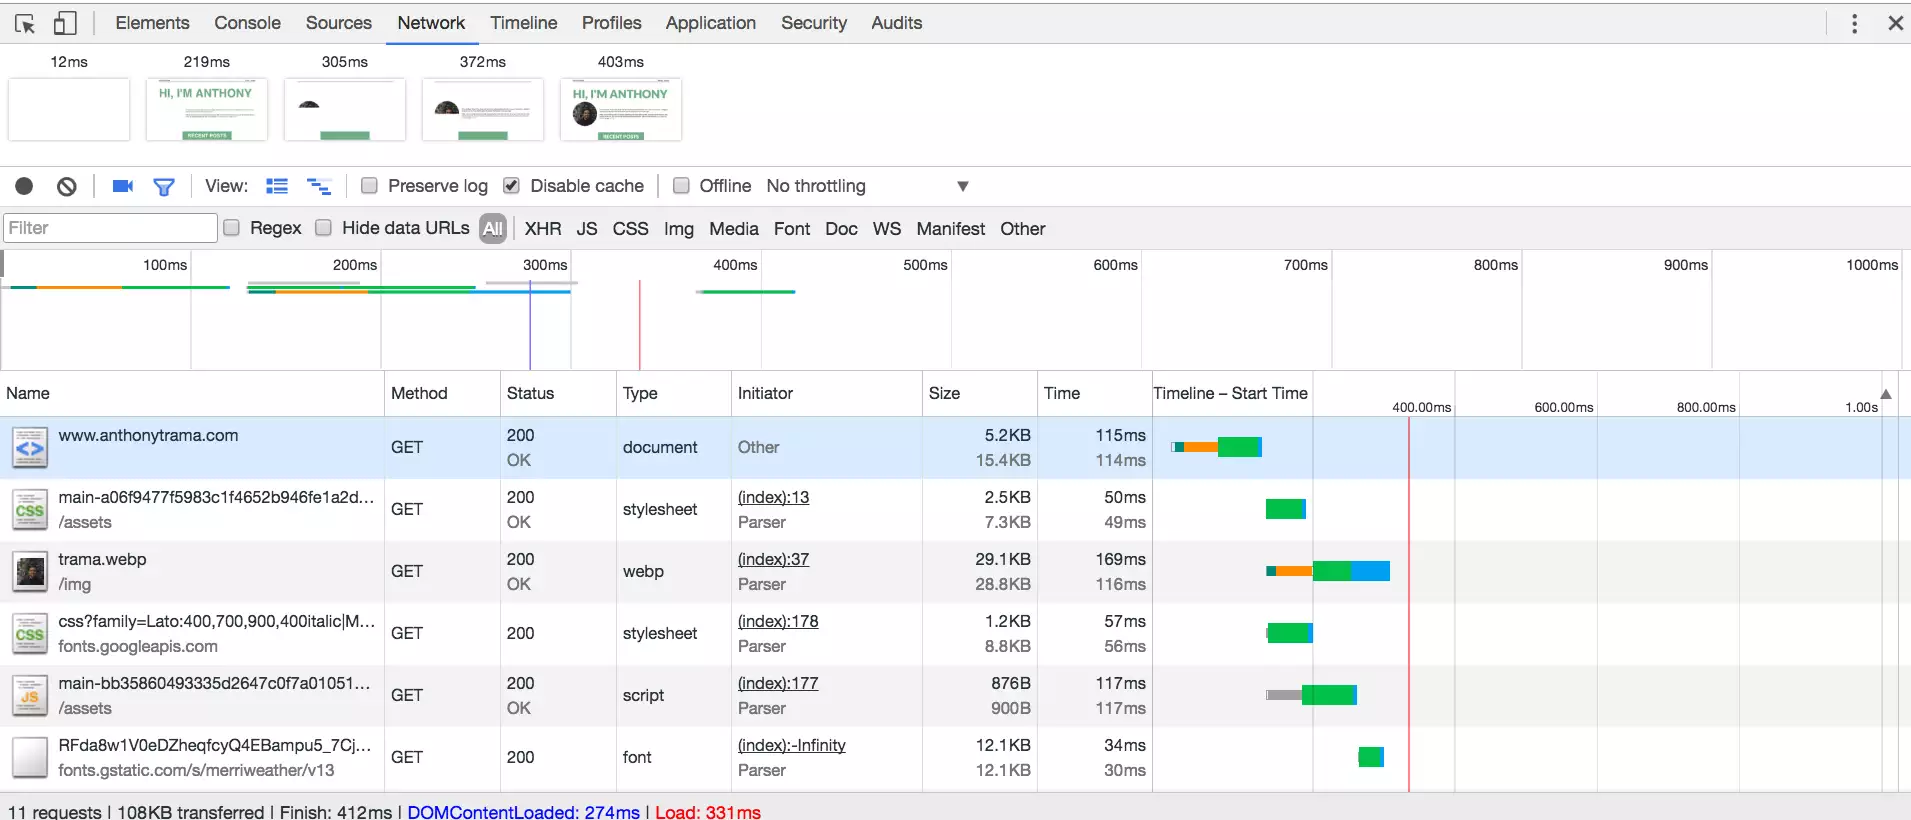 Elements Console Sources Network Timeline Profiles Application Security Audits
12ms 219ms 305ms 372ms 403ms
HI, I'M ANTHONY HI, I'M ANTHONY
RECENT POSTS RECENT POSTS
View: Preserve log Disable cache Offline No throttling
Filter Regex Hide data URLs All XHR JS CSS Img Media Font Doc WS Manifest Other
100ms 200ms 300ms 400ms 500ms 600ms 700ms 800ms 900ms 1000ms
Name Method Status Type Initiator Size Time Timeline – Start Time
400.00ms 600.00ms 800.00ms 1.00s
www.anthonytrama.com 200 5.2KB 115ms
GET document Other
OK 15.4KB 114ms
main-a06f9477f5983c1f4652b946fe1a2d... 200 (index):13 2.5KB 50ms
CSS GET stylesheet
/assets OK Parser 7.3KB 49ms
trama.webp 200 (index):37 29.1KB 169ms
GET webp
/img OK Parser 28.8KB 116ms
css?family=Lato:400,700,900,400italic|M... (index):178 1.2KB 57ms
CSS GET 200 stylesheet
fonts.googleapis.com Parser 8.8KB 56ms
main-bb35860493335d2647c0f7a01051... 200 (index):177 876B 117ms
JS GET script
/assets OK Parser 900B 117ms
RFda8w1V0eDZheqfcyQ4EBampu5_7Cj... (index):-Infinity 12.1KB 34ms
GET 200 font
fonts.gstatic.com/s/merriweather/v13 Parser 12.1KB 30ms
11 requests | 108KB transferred | Finish: 412ms | DOMContentLoaded: 274ms | Load: 331ms